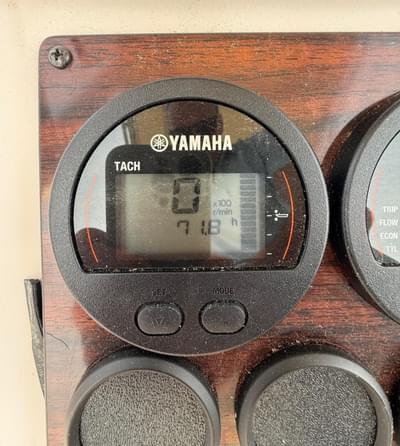 YAMAHA
TACH
0
x100
r/min
71.8 h
SET
MODE
TRIP
FLOW
ECON
TTL